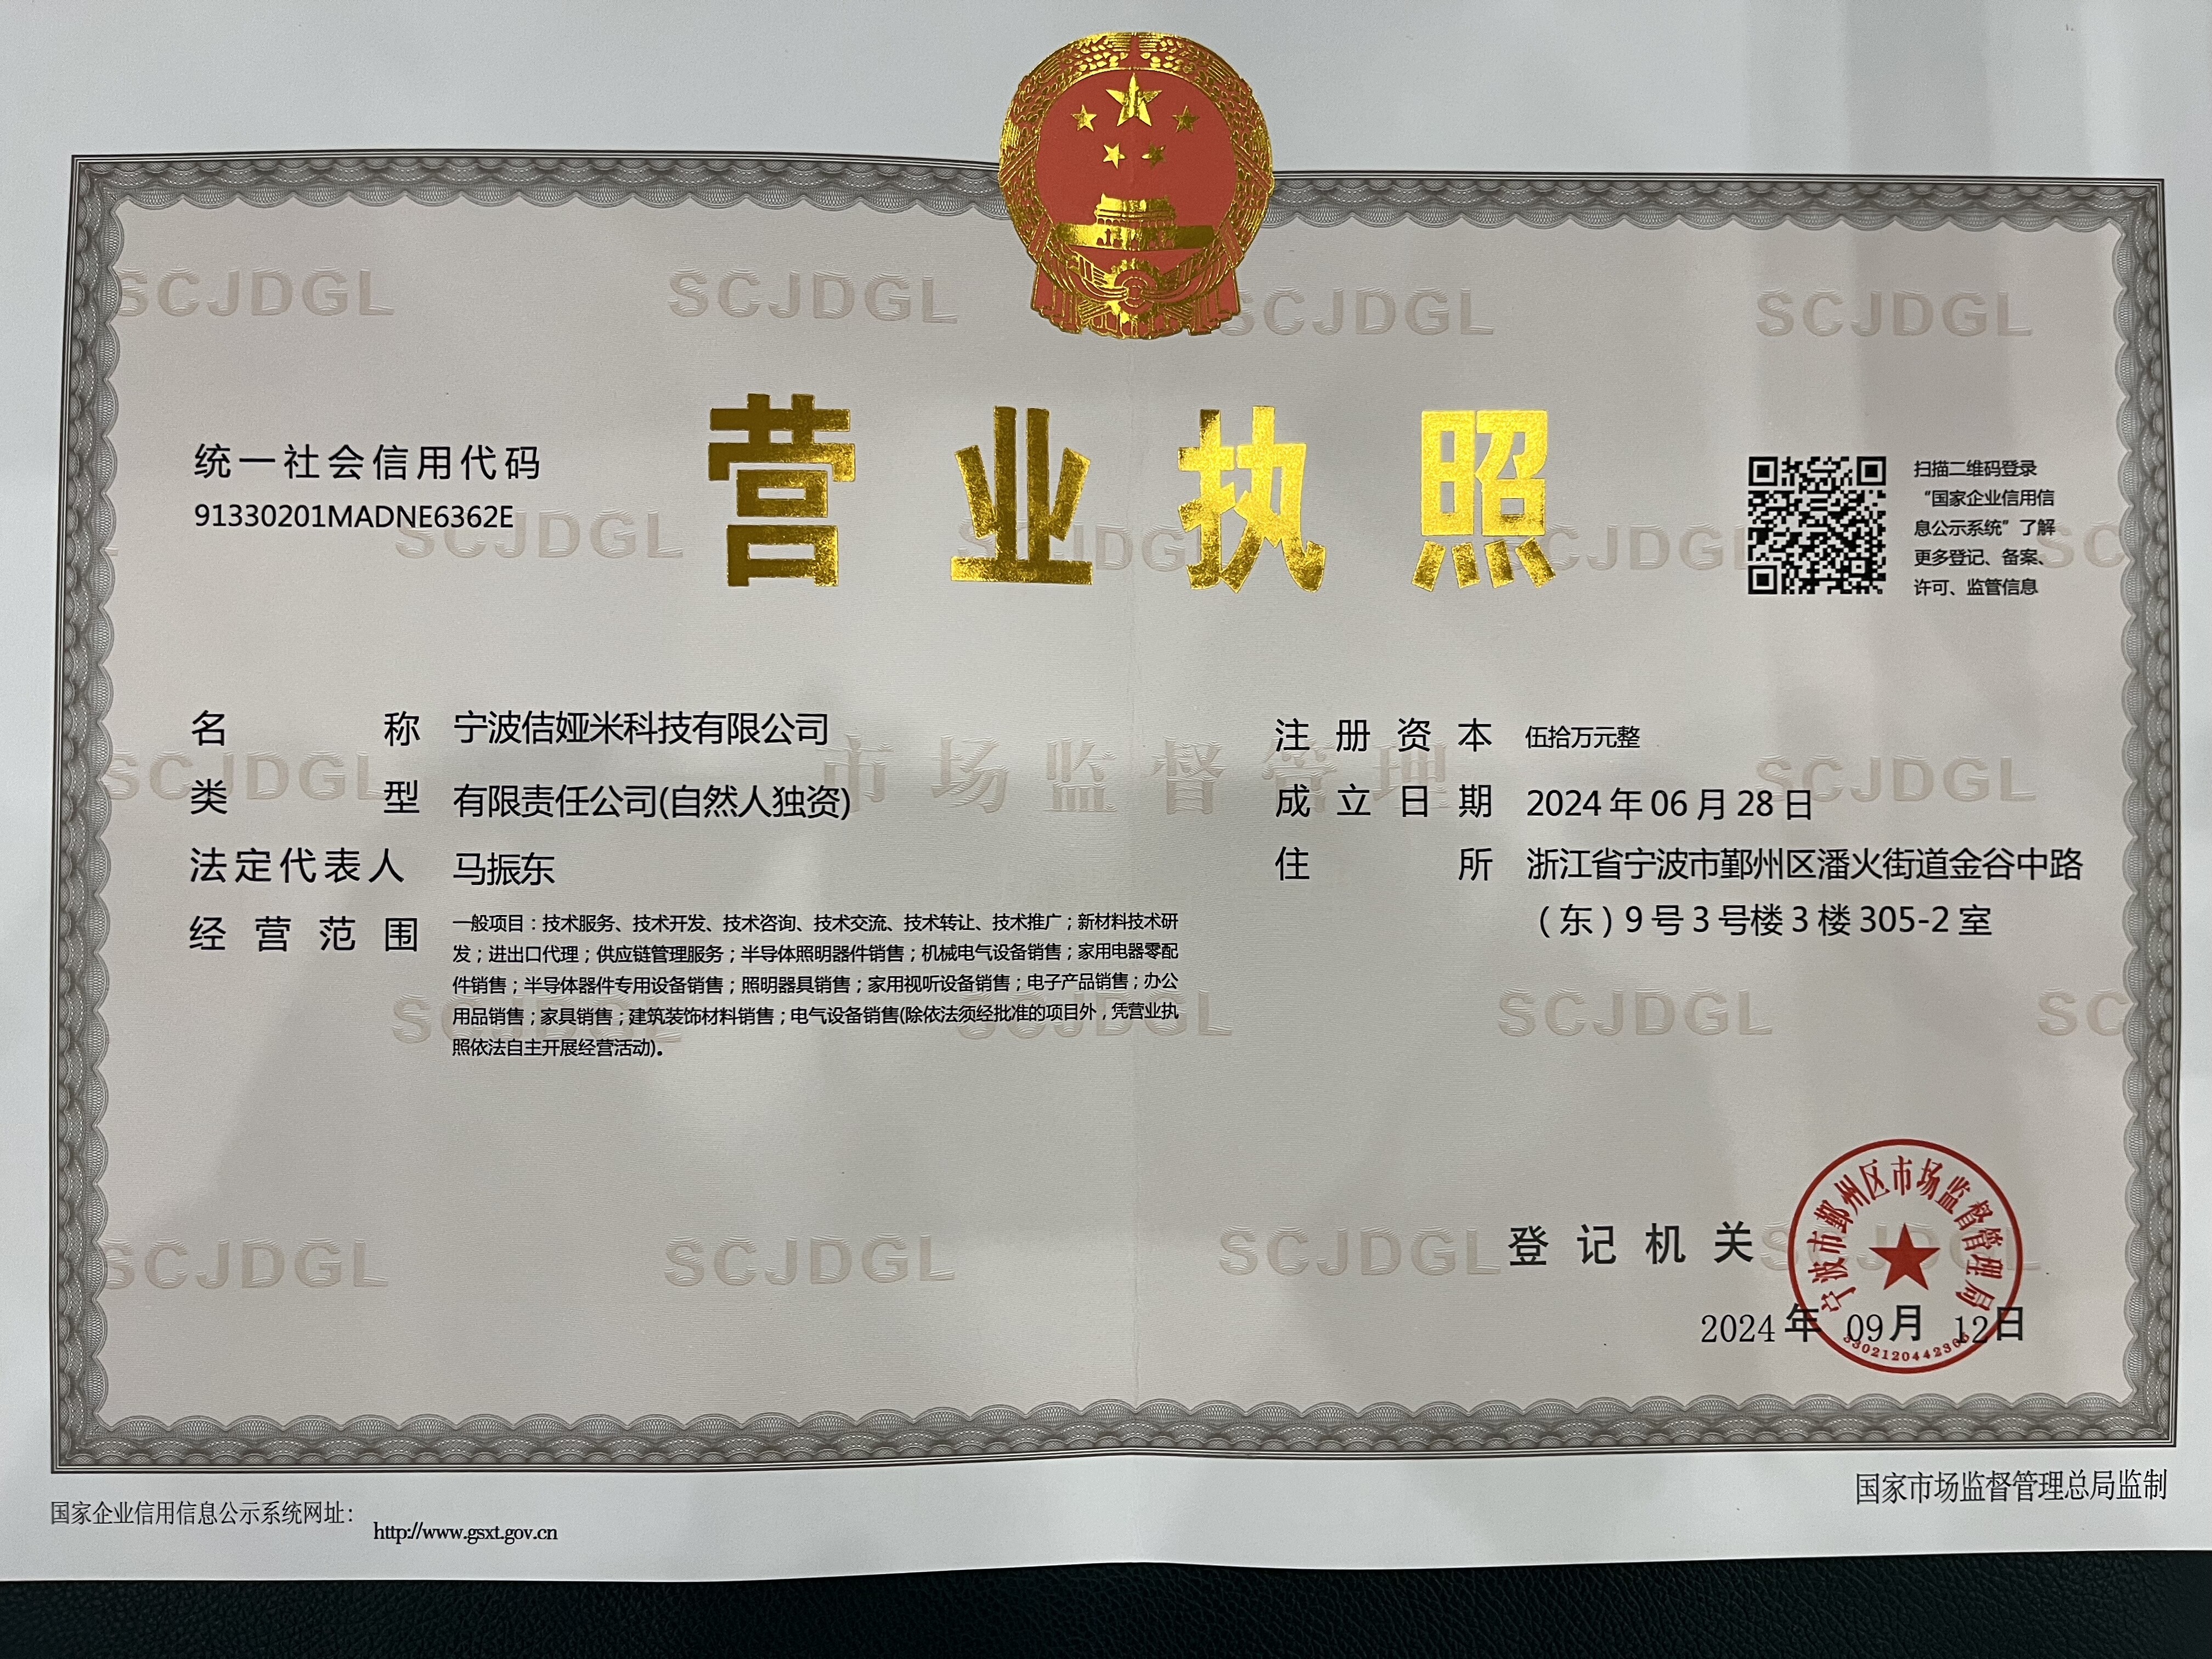 营业执照
统一社会信用代码
91330201MADNE6362E
扫描二维码登录
“国家企业信用信
息公示系统”了解
更多登记、备案、
许可、监管信息
名称 宁波佶娅米科技有限公司
类型 有限责任公司(自然人独资)
法定代表人 马振东
经营范围 一般项目：技术服务、技术开发、技术咨询、技术交流、技术转让、技术推广；新材料技术研
发；进出口代理；供应链管理服务；半导体照明器件销售；机械电气设备销售；家用电器零配
件销售；半导体器件专用设备销售；照明器具销售；家用视听设备销售；电子产品销售；办公
用品销售；家具销售；建筑装饰材料销售；电气设备销售(除依法须经批准的项目外，凭营业执
照依法自主开展经营活动)。
注册资本 伍拾万元整
成立日期 2024年06月28日
住所 浙江省宁波市鄞州区潘火街道金谷中路
（东）9号3号楼3楼305-2室
市场监督管理
SCJDGL
登记机关
宁波市鄞州区市场监督管理局
2024年 09月 12日
国家企业信用信息公示系统网址：
http://www.gsxt.gov.cn
国家市场监督管理总局监制